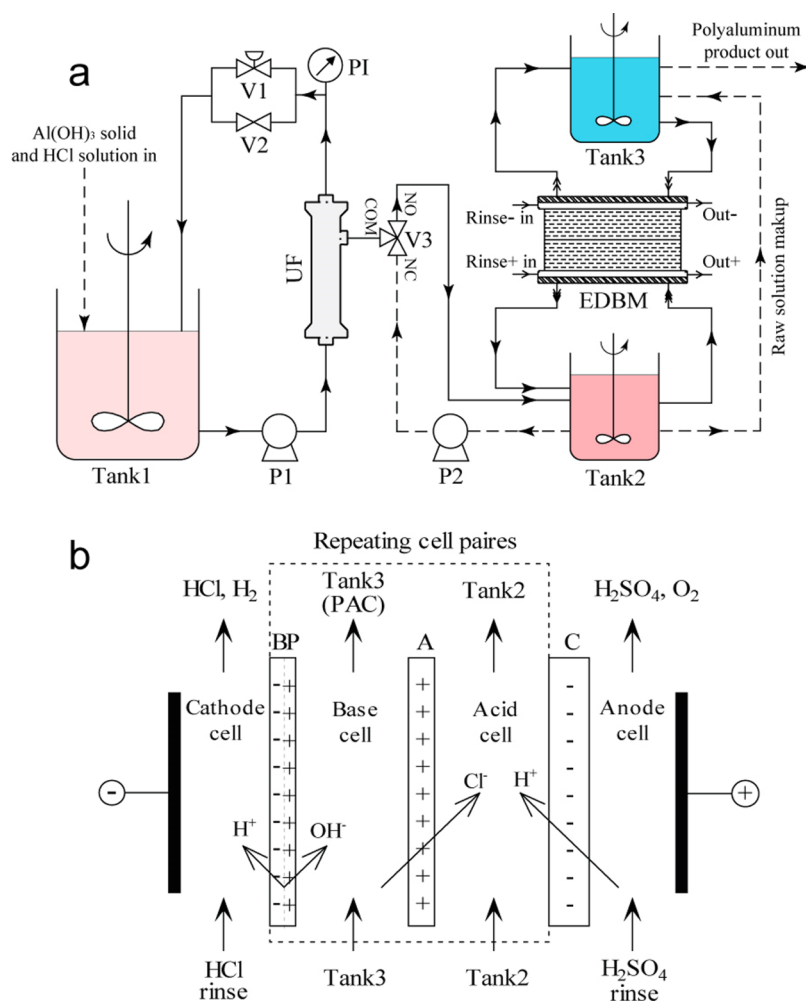 a
Al(OH)3 solid
and HCl solution in
V1
V2
PI
UF
COM
NO
NC
V3
Tank1
P1
P2
Polyaluminum
product out
Tank3
Rinse- in
Out-
Rinse+ in
Out+
EDBM
Raw solution makup
Tank2
b
Repeating cell paires
HCl, H2
Tank3
(PAC)
Tank2
H2SO4, O2
BP
A
C
Cathode
cell
Base
cell
Acid
cell
Anode
cell
- +
- +
- +
- +
- +
- +
- +
- +
- +
+
+
+
+
+
+
+
+
+
-
-
-
-
-
-
-
-
-
-
+
H+
OH-
Cl-
H+
HCl
rinse
Tank3
Tank2
H2SO4
rinse